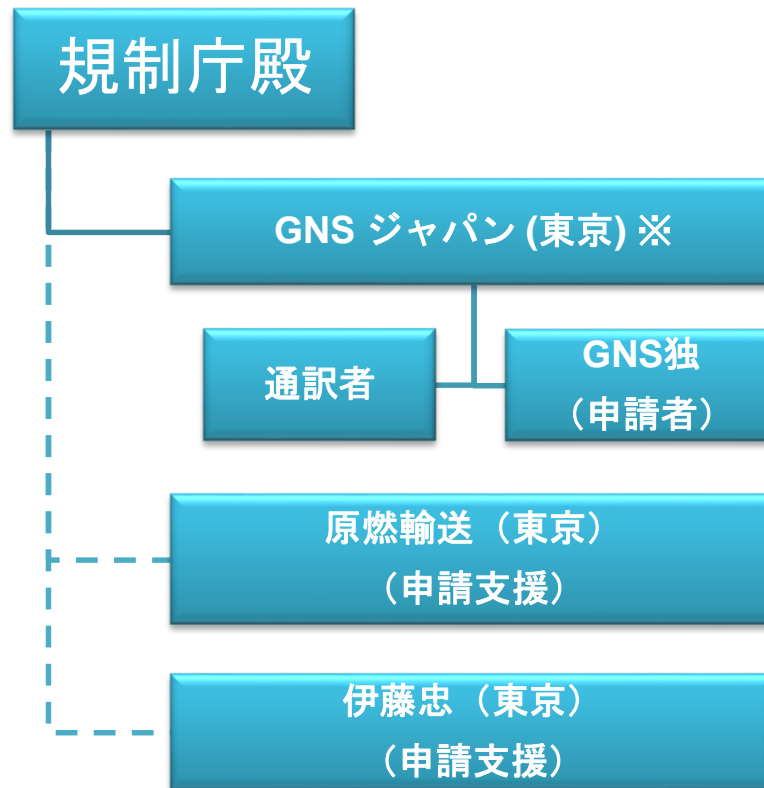 規制庁殿
GNS ジャパン (東京) ※
通訳者
GNS独
（申請者）
原燃輸送（東京）
（申請支援）
伊藤忠（東京）
（申請支援）